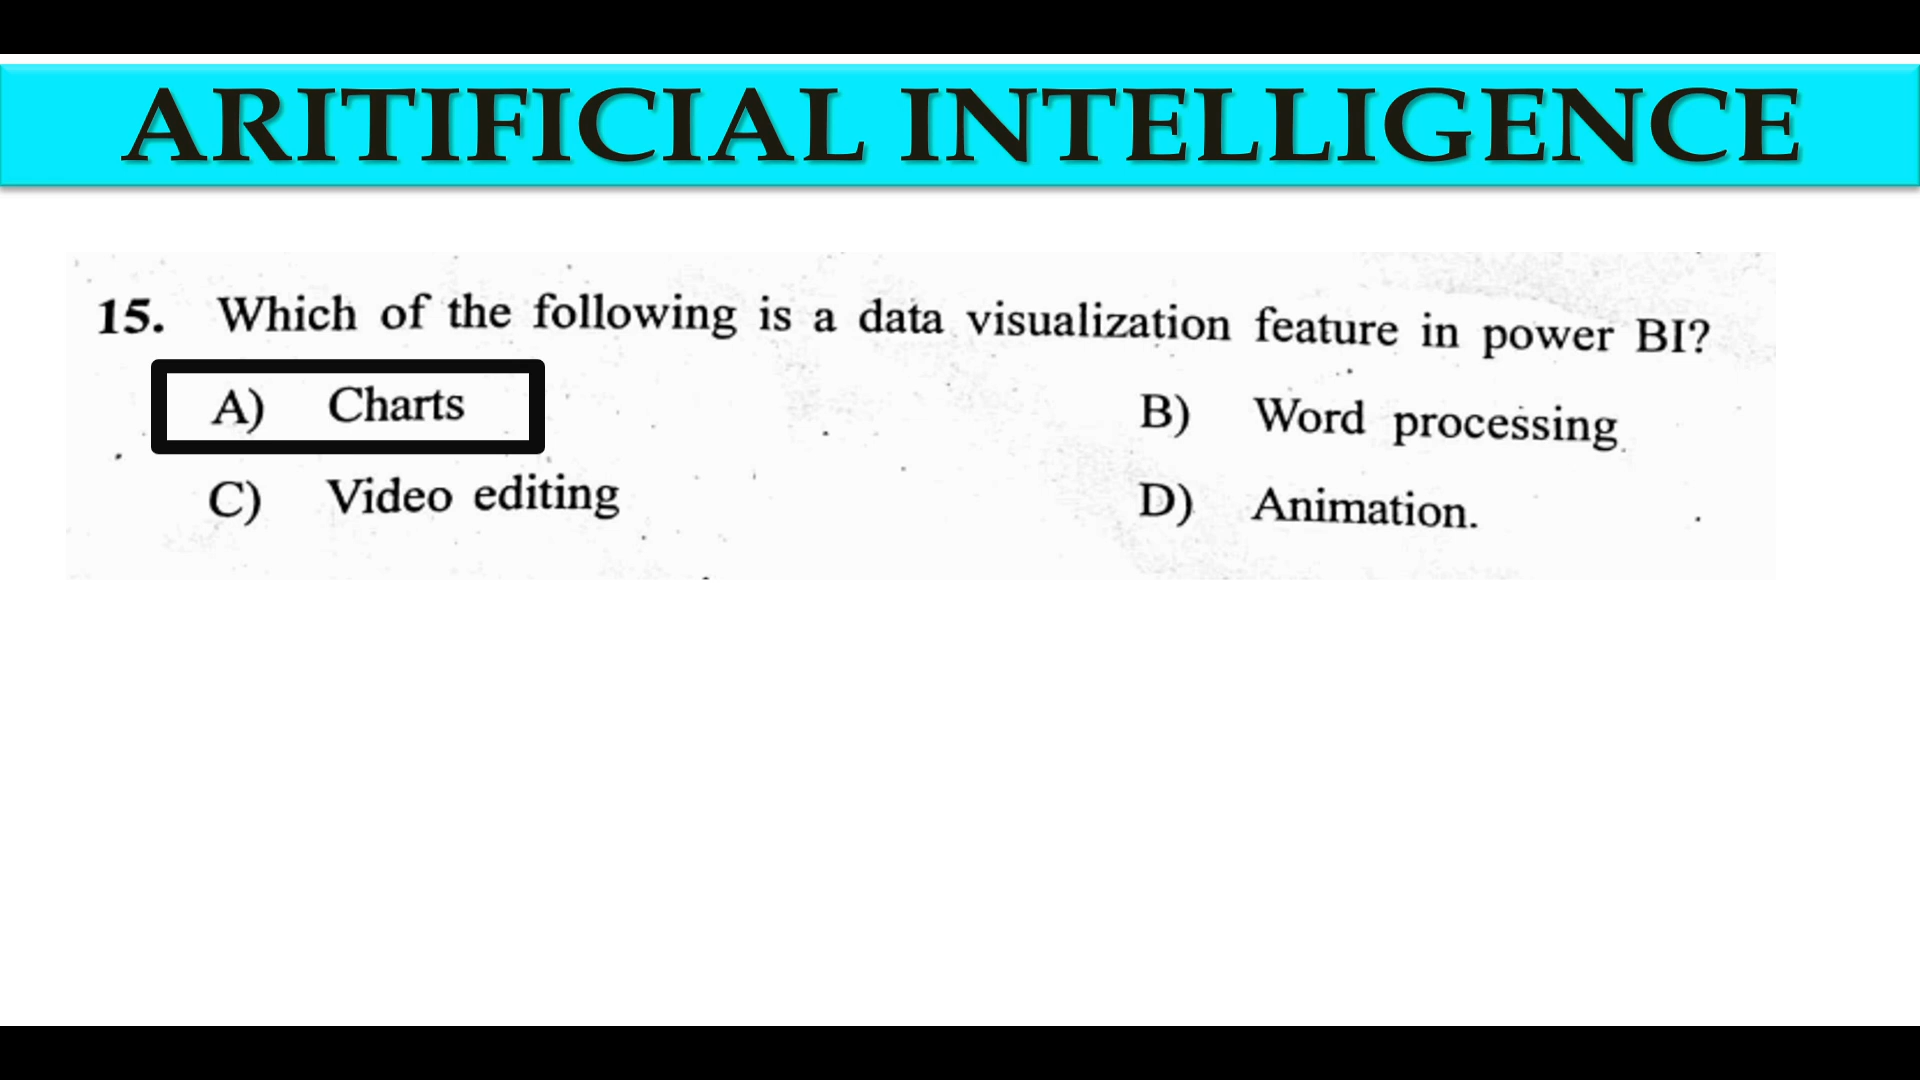 ARITIFICIAL INTELLIGENCE
15. Which of the following is a data visualization feature in power BI?
A) Charts B) Word processing
C) Video editing D) Animation.